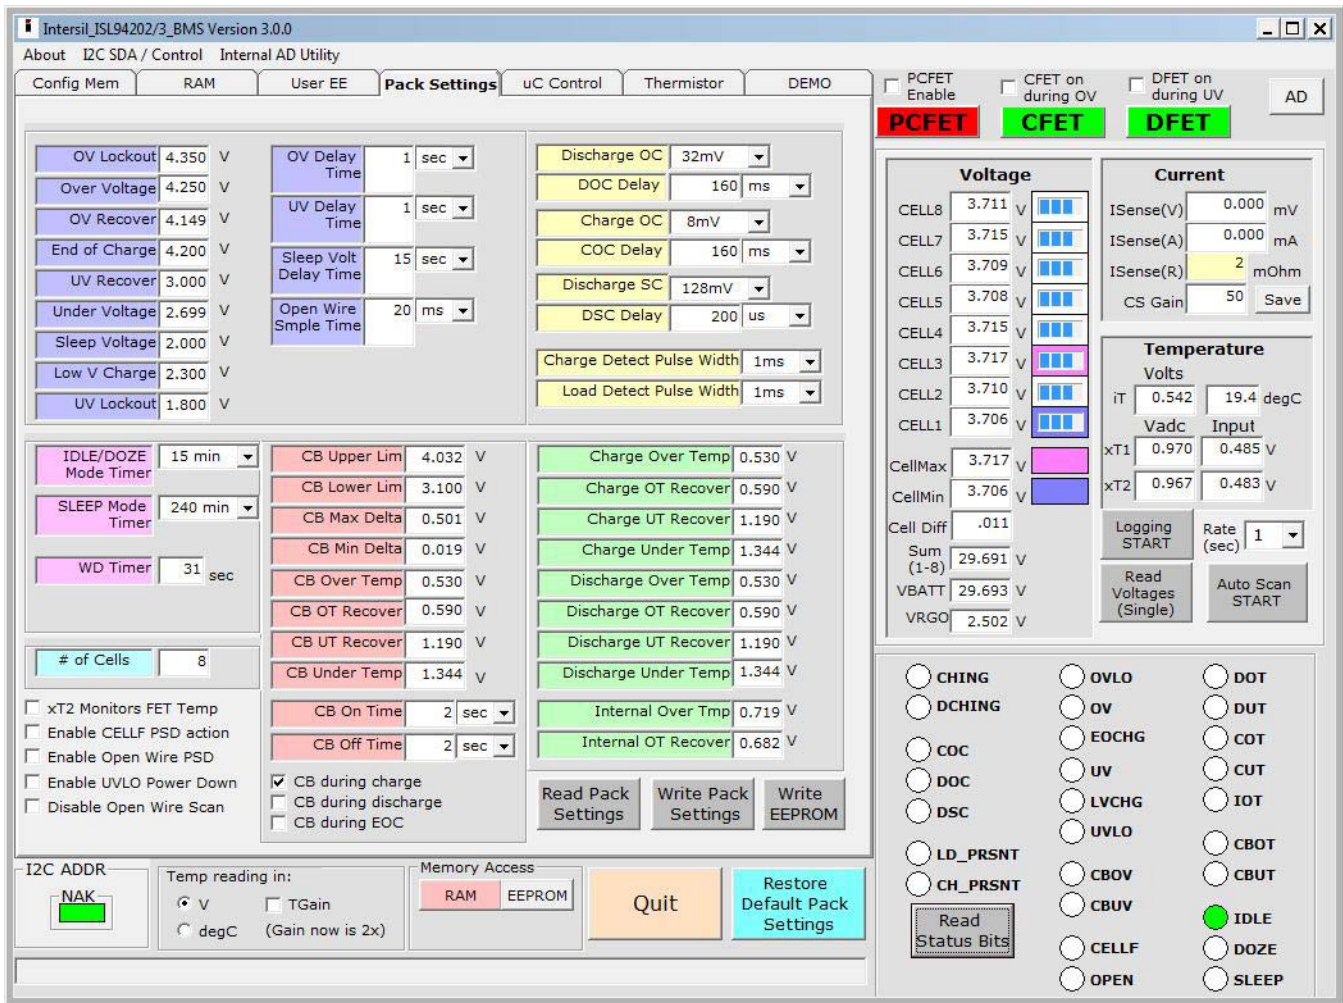 Intersil_ISL94202/3_BMS Version 3.0.0
About I2C SDA / Control Internal AD Utility
Config Mem RAM User EE Pack Settings uC Control Thermistor DEMO
OV Lockout 4.350 V
Over Voltage 4.250 V
OV Recover 4.149 V
End of Charge 4.200 V
UV Recover 3.000 V
Under Voltage 2.699 V
Sleep Voltage 2.000 V
Low V Charge 2.300 V
UV Lockout 1.800 V
OV Delay
Time 1 sec
UV Delay
Time 1 sec
Sleep Volt
Delay Time 15 sec
Open Wire
Smple Time 20 ms
Discharge OC 32mV
DOC Delay 160 ms
Charge OC 8mV
COC Delay 160 ms
Discharge SC 128mV
DSC Delay 200 us
Charge Detect Pulse Width 1ms
Load Detect Pulse Width 1ms
IDLE/DOZE
Mode Timer 15 min
SLEEP Mode
Timer 240 min
WD Timer 31 sec
# of Cells 8
xT2 Monitors FET Temp
Enable CELLF PSD action
Enable Open Wire PSD
Enable UVLO Power Down
Disable Open Wire Scan
CB Upper Lim 4.032 V
CB Lower Lim 3.100 V
CB Max Delta 0.501 V
CB Min Delta 0.019 V
CB Over Temp 0.530 V
CB OT Recover 0.590 V
CB UT Recover 1.190 V
CB Under Temp 1.344 V
CB On Time 2 sec
CB Off Time 2 sec
CB during charge
CB during discharge
CB during EOC
Charge Over Temp 0.530 V
Charge OT Recover 0.590 V
Charge UT Recover 1.190 V
Charge Under Temp 1.344 V
Discharge Over Temp 0.530 V
Discharge OT Recover 0.590 V
Discharge UT Recover 1.190 V
Discharge Under Temp 1.344 V
Internal Over Tmp 0.719 V
Internal OT Recover 0.682 V
Read Pack
Settings
Write Pack
Settings
Write
EEPROM
I2C ADDR
NAK
Temp reading in:
V TGain
degC (Gain now is 2x)
Memory Access
RAM EEPROM
Quit
Restore
Default Pack
Settings
PCFET
Enable
CFET on
during OV
DFET on
during UV
AD
PCFET CFET DFET
Voltage
CELL8 3.711 V
CELL7 3.715 V
CELL6 3.709 V
CELL5 3.708 V
CELL4 3.715 V
CELL3 3.717 V
CELL2 3.710 V
CELL1 3.706 V
CellMax 3.717 V
CellMin 3.706 V
Cell Diff .011
Sum
(1-8) 29.691 V
VBATT 29.693 V
VRGO 2.502 V
Current
ISense(V) 0.000 mV
ISense(A) 0.000 mA
ISense(R) 2 mOhm
CS Gain 50 Save
Temperature
Volts
iT 0.542 19.4 degC
Vadc Input
xT1 0.970 0.485 V
xT2 0.967 0.483 V
Logging
START
Rate
(sec) 1
Read
Voltages
(Single)
Auto Scan
START
CHING
DCHING
COC
DOC
DSC
LD_PRSNT
CH_PRSNT
Read
Status Bits
OVLO
OV
EOCHG
UV
LVCHG
UVLO
CBOV
CBUV
CELLF
OPEN
DOT
DUT
COT
CUT
IOT
CBOT
CBUT
IDLE
DOZE
SLEEP